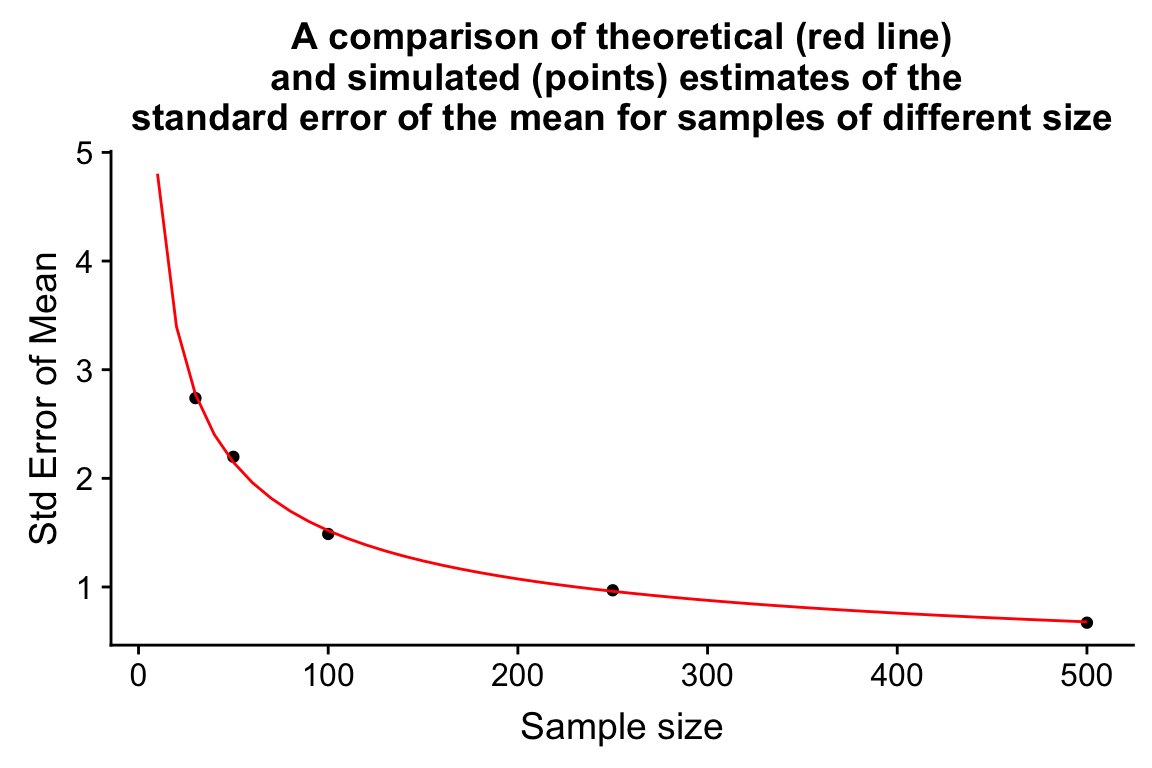 A comparison of theoretical (red line)
and simulated (points) estimates of the
standard error of the mean for samples of different size
5
4
3
2
1
Std Error of Mean
0 100 200 300 400 500
Sample size